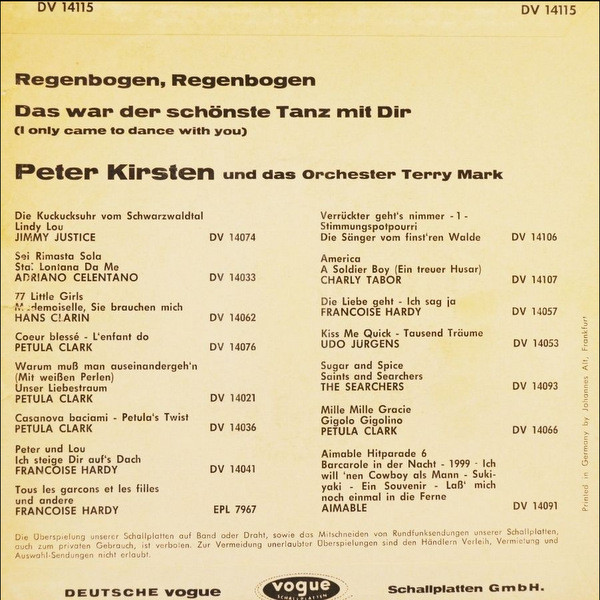 DV 14115
DV 14115
Regenbogen, Regenbogen
Das war der schönste Tanz mit Dir
(I only came to dance with you)
Peter Kirsten und das Orchester Terry Mark
Die Kuckucksuhr vom Schwarzwaldtal
Lindy Lou
JIMMY JUSTICE DV 14074
Sei Rimasta Sola
Stai Lontana Da Me
ADRIANO CELENTANO DV 14033
77 Little Girls
Mademoiselle, Sie brauchen mich
HANS CLARIN DV 14062
Coeur blessé - L'enfant do
PETULA CLARK DV 14076
Warum muß man auseinandergeh'n
(Mit weißen Perlen)
Unser Liebestraum
PETULA CLARK DV 14021
Casanova baciami - Petula's Twist
PETULA CLARK DV 14036
Peter und Lou
Ich steige Dir auf's Dach
FRANCOISE HARDY DV 14041
Tous les garcons et les filles
und andere
FRANCOISE HARDY EPL 7967
Verrückter geht's nimmer - 1 -
Stimmungspotpourri
Die Sänger vom finst'ren Walde DV 14106
America
A Soldier Boy (Ein treuer Husar)
CHARLY TABOR DV 14107
Die Liebe geht - Ich sag ja
FRANCOISE HARDY DV 14057
Kiss Me Quick - Tausend Träume
UDO JÜRGENS DV 14053
Sugar and Spice
Saints and Searchers
THE SEARCHERS DV 14093
Mille Mille Gracie
Gigolo Gigolino
PETULA CLARK DV 14066
Aimable Hitparade 6
Barcarole in der Nacht - 1999 - Ich
will 'nen Cowboy als Mann - Suki-
yaki - Ein Souvenir - Laß' mich
noch einmal in die Ferne
AIMABLE DV 14091
Printed in Germany by Johannes Alt, Frankfurt
Die Überspielung unserer Schallplatten auf Band oder Draht, sowie das Mitschneiden von Rundfunksendungen unserer Schallplatten,
auch zum privaten Gebrauch, ist verboten. Zur Vermeidung unerlaubter Überspielungen sind den Händlern Verleih, Vermietung und
Auswahl-Sendungen nicht erlaubt.
DEUTSCHE vogue vogue Schallplatten GmbH.
SCHALLPLATTEN